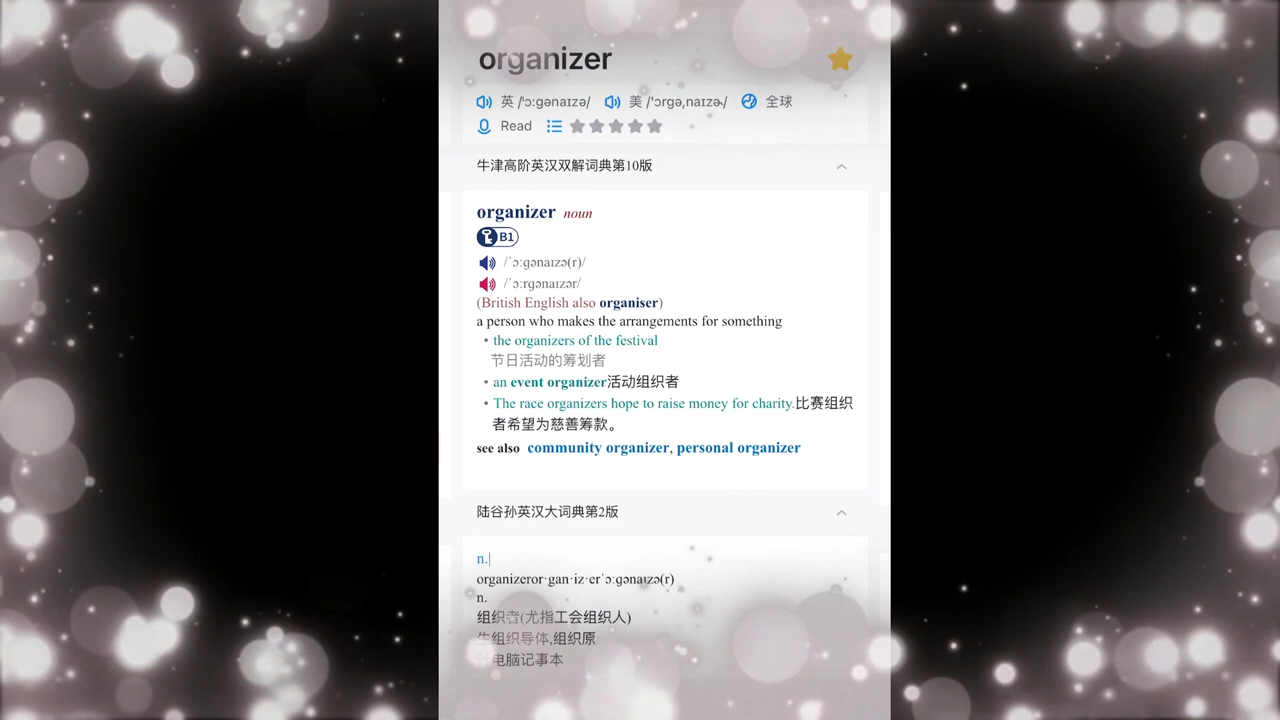 organizer
英 /'ɔ:gənaɪzə/ 美 /'ɔrgə,naɪzɚ/ 全球
Read
牛津高阶英汉双解词典第10版
organizer noun
B1
/ˈɔːɡənaɪzə(r)/
/ˈɔːrɡənaɪzər/
(British English also organiser)
a person who makes the arrangements for something
• the organizers of the festival
节日活动的筹划者
• an event organizer活动组织者
• The race organizers hope to raise money for charity.比赛组织
者希望为慈善筹款。
see also community organizer, personal organizer
陆谷孙英汉大词典第2版
n.|
organizeror·gan·iz·erˈɔːɡənaɪzə(r)
n.
组织者(尤指工会组织人)
生组织导体,组织原
计电脑记事本